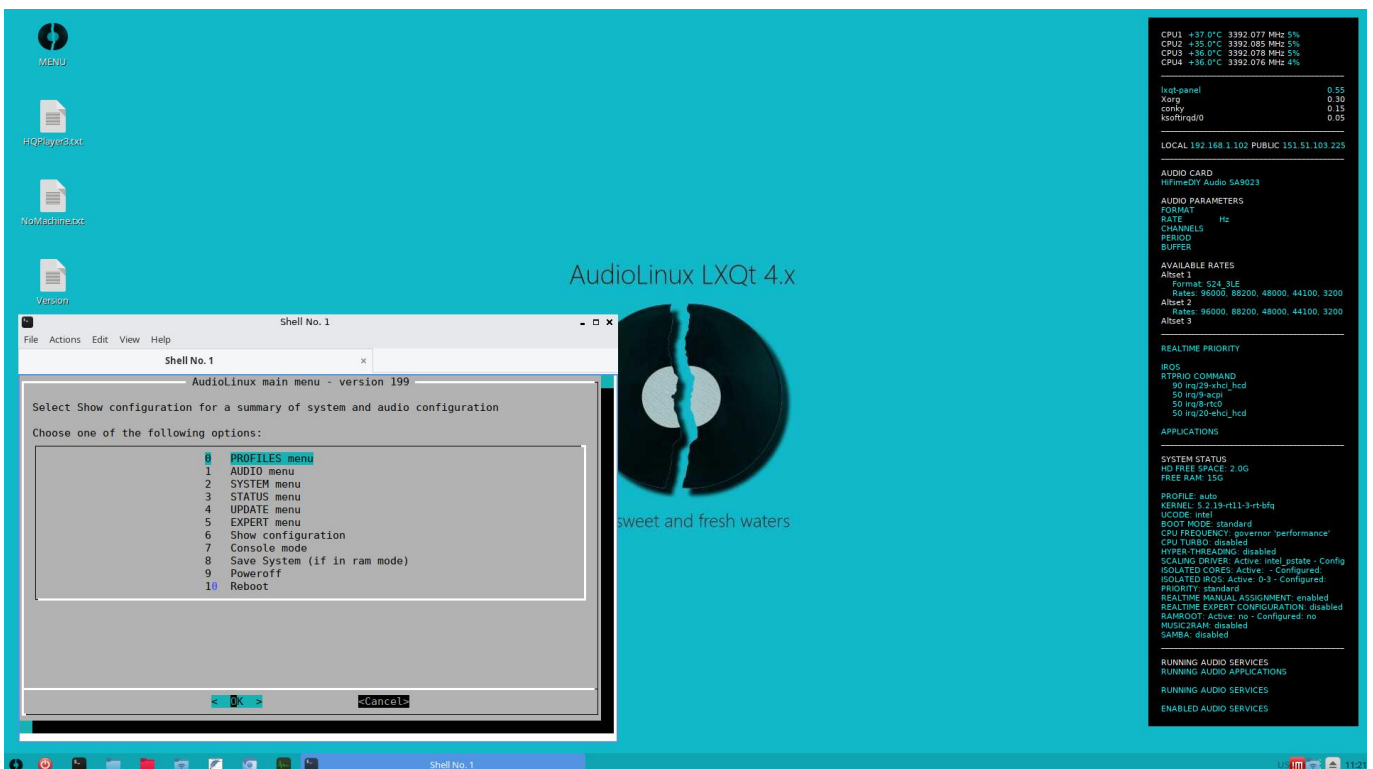 MENU
HQPlayer3.txt
NoMachine.txt
Version
AudioLinux LXQt 4.x
sweet and fresh waters
Shell No. 1
File Actions Edit View Help
Shell No. 1
AudioLinux main menu - version 199
Select Show configuration for a summary of system and audio configuration
Choose one of the following options:
0 PROFILES menu
1 AUDIO menu
2 SYSTEM menu
3 STATUS menu
4 UPDATE menu
5 EXPERT menu
6 Show configuration
7 Console mode
8 Save System (if in ram mode)
9 Poweroff
10 Reboot
< OK >
<Cancel>
CPU1 +37.0°C 3392.077 MHz 5%
CPU2 +35.0°C 3392.085 MHz 5%
CPU3 +36.0°C 3392.078 MHz 5%
CPU4 +36.0°C 3392.076 MHz 4%
lxqt-panel 0.55
Xorg 0.30
conky 0.15
ksoftirqd/0 0.05
LOCAL 192.168.1.102 PUBLIC 151.51.103.225
AUDIO CARD
HiFimeDIY Audio SA9023
AUDIO PARAMETERS
FORMAT
RATE Hz
CHANNELS
PERIOD
BUFFER
AVAILABLE RATES
Altset 1
Format: S24_3LE
Rates: 96000, 88200, 48000, 44100, 3200
Altset 2
Rates: 96000, 88200, 48000, 44100, 3200
Altset 3
REALTIME PRIORITY
IRQS
RTPRIO COMMAND
90 irq/29-xhci_hcd
50 irq/9-acpi
50 irq/8-rtc0
50 irq/20-ehci_hcd
APPLICATIONS
SYSTEM STATUS
HD FREE SPACE: 2.0G
FREE RAM: 15G
PROFILE: auto
KERNEL: 5.2.19-rt11-3-rt-bfq
UCODE: intel
BOOT MODE: standard
CPU FREQUENCY: governor 'performance'
CPU TURBO: disabled
HYPER-THREADING: disabled
SCALING DRIVER: Active: intel_pstate - Config
ISOLATED CORES: Active: - Configured:
ISOLATED IRQS: Active: 0-3 - Configured:
PRIORITY: standard
REALTIME MANUAL ASSIGNMENT: enabled
REALTIME EXPERT CONFIGURATION: disabled
RAMROOT: Active: no - Configured: no
MUSIC2RAM: disabled
SAMBA: disabled
RUNNING AUDIO SERVICES
RUNNING AUDIO APPLICATIONS
RUNNING AUDIO SERVICES
ENABLED AUDIO SERVICES
Shell No. 1
US
11:21